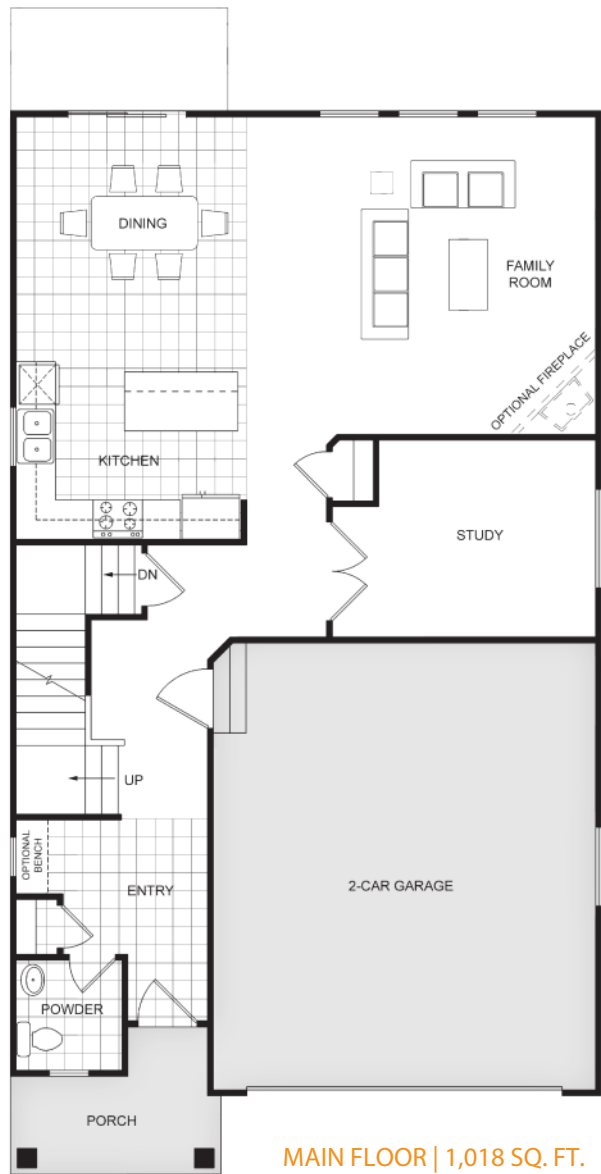 DINING
FAMILY
ROOM
OPTIONAL FIREPLACE
KITCHEN
STUDY
DN
UP
OPTIONAL
BENCH
ENTRY
2-CAR GARAGE
POWDER
PORCH
MAIN FLOOR | 1,018 SQ. FT.